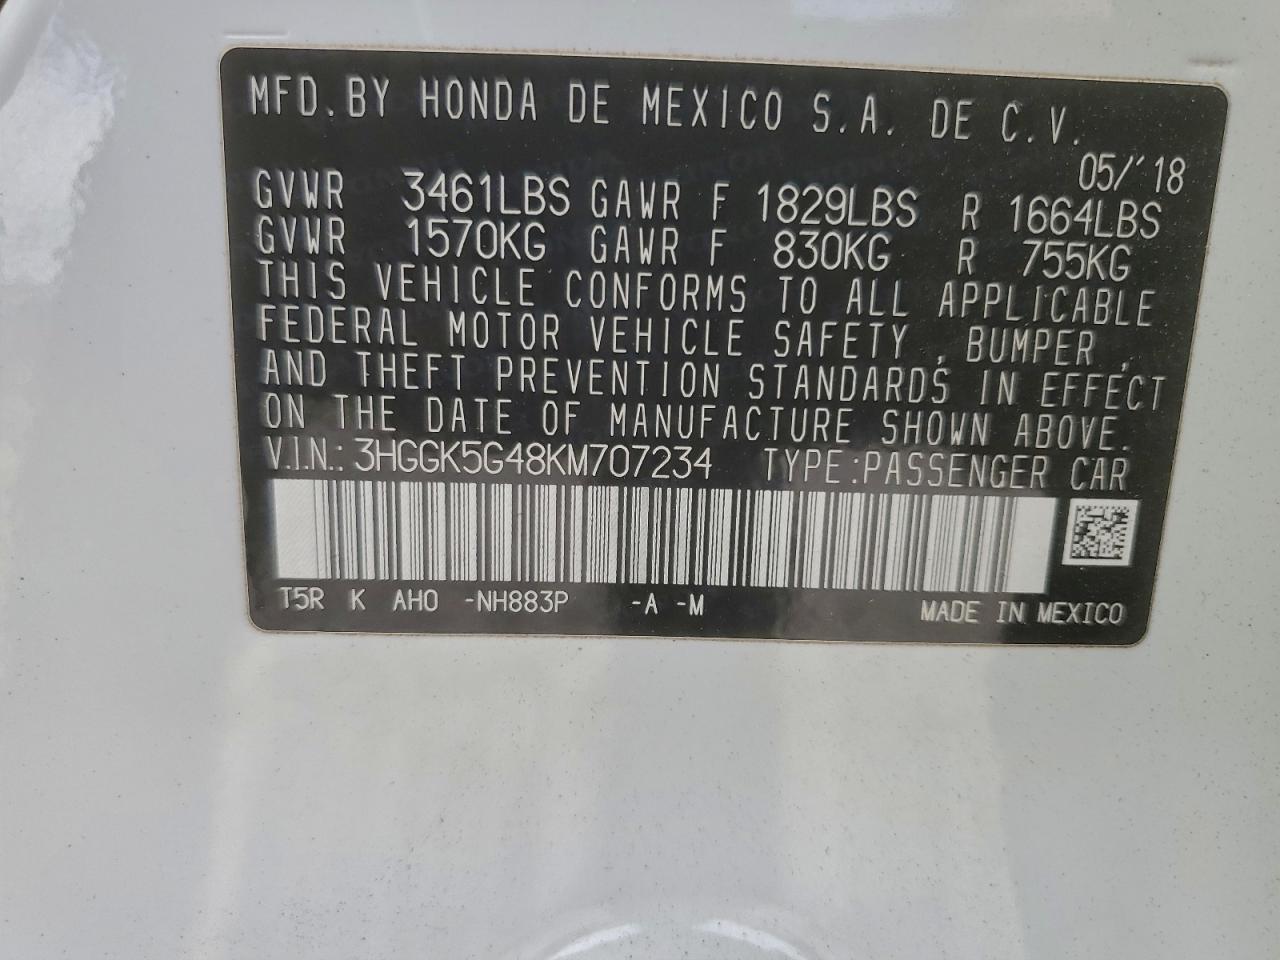 MFD.BY HONDA DE MEXICO S.A. DE C.V.
05/'18
GVWR 3461LBS GAWR F 1829LBS R 1664LBS
GVWR 1570KG GAWR F 830KG R 755KG
THIS VEHICLE CONFORMS TO ALL APPLICABLE
FEDERAL MOTOR VEHICLE SAFETY , BUMPER ,
AND THEFT PREVENTION STANDARDS IN EFFECT
ON THE DATE OF MANUFACTURE SHOWN ABOVE.
V.I.N.: 3HGGK5G48KM707234 TYPE:PASSENGER CAR
T5R K AH0 -NH883P -A -M MADE IN MEXICO